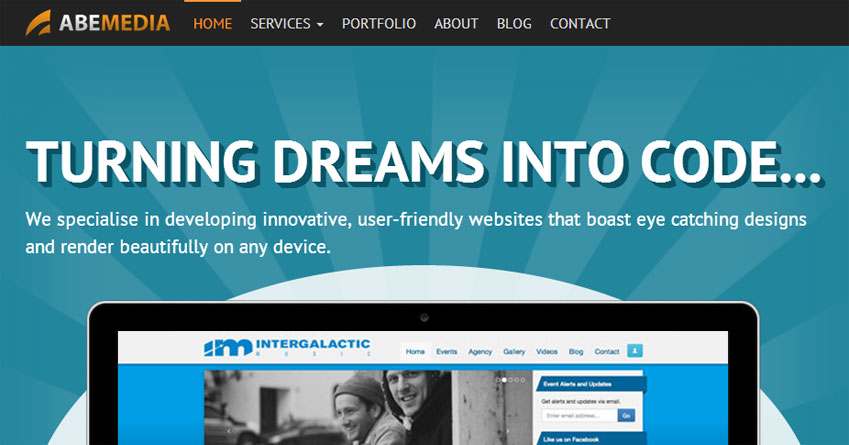 ABEMEDIA HOME SERVICES PORTFOLIO ABOUT BLOG CONTACT
TURNING DREAMS INTO CODE...
We specialise in developing innovative, user-friendly websites that boast eye catching designs
and render beautifully on any device.
im INTERGALACTIC
MUSIC
Home Events Agency Gallery Videos Blog Contact
Event Alerts and Updates
Get alerts and updates via email.
Enter email address... Go
Like us on Facebook